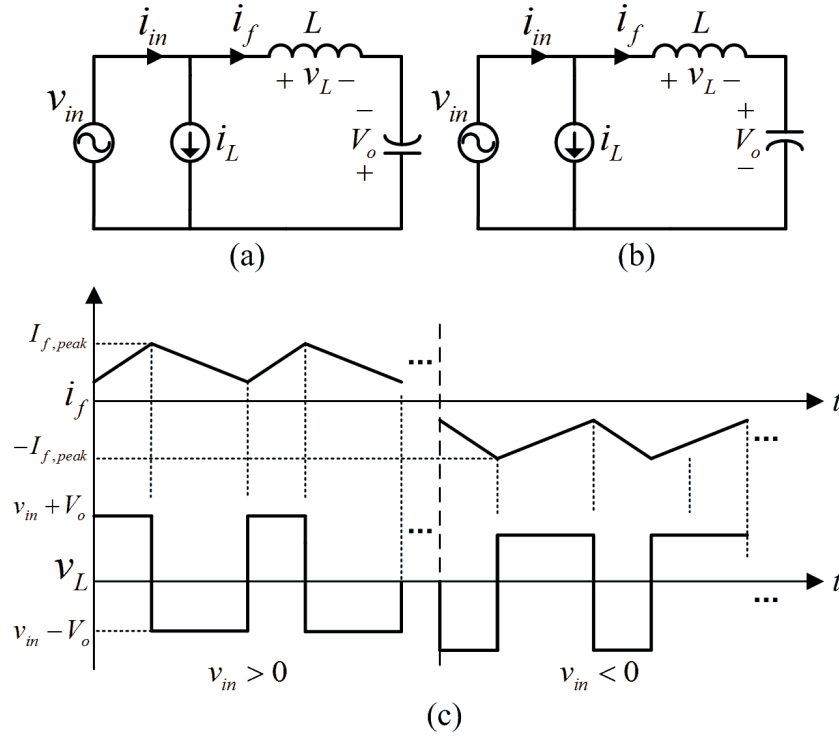 i_in i_f L
+ v_L −
v_in i_L − V_o +
(a)
i_in i_f L
+ v_L −
v_in i_L + V_o −
(b)
I_f,peak
...
i_f t
−I_f,peak ...
v_in + V_o
...
v_L t
...
v_in − V_o
v_in > 0 v_in < 0
(c)